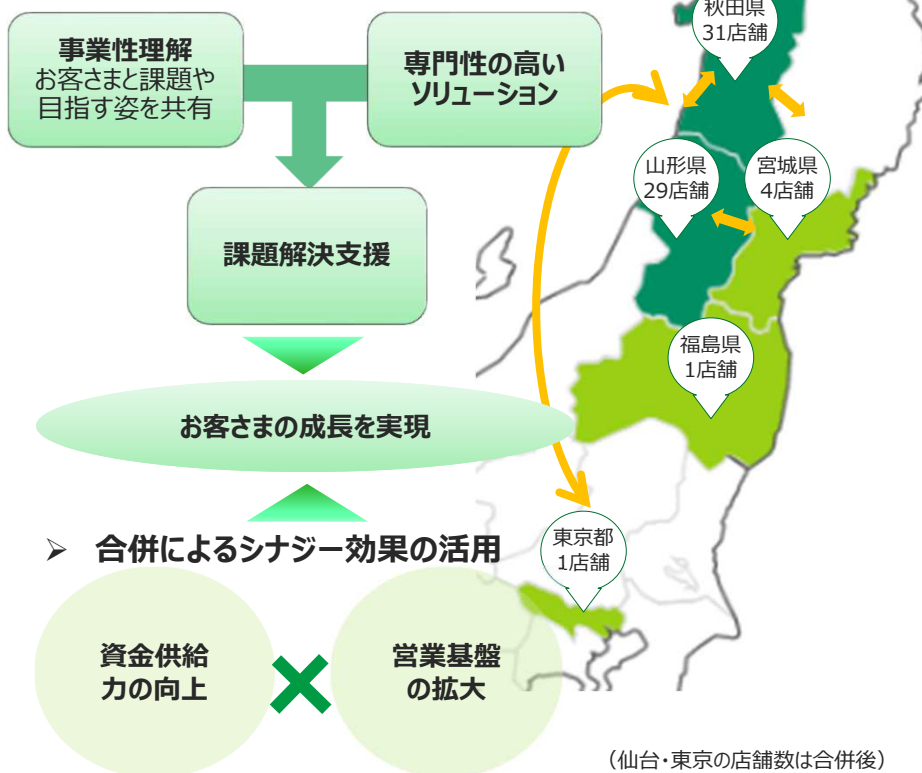 事業性理解
お客さまと課題や
目指す姿を共有
専門性の高い
ソリューション
課題解決支援
お客さまの成長を実現
➢ 合併によるシナジー効果の活用
資金供給
力の向上
営業基盤
の拡大
秋田県
31店舗
山形県
29店舗
宮城県
4店舗
福島県
1店舗
東京都
1店舗
（仙台・東京の店舗数は合併後）